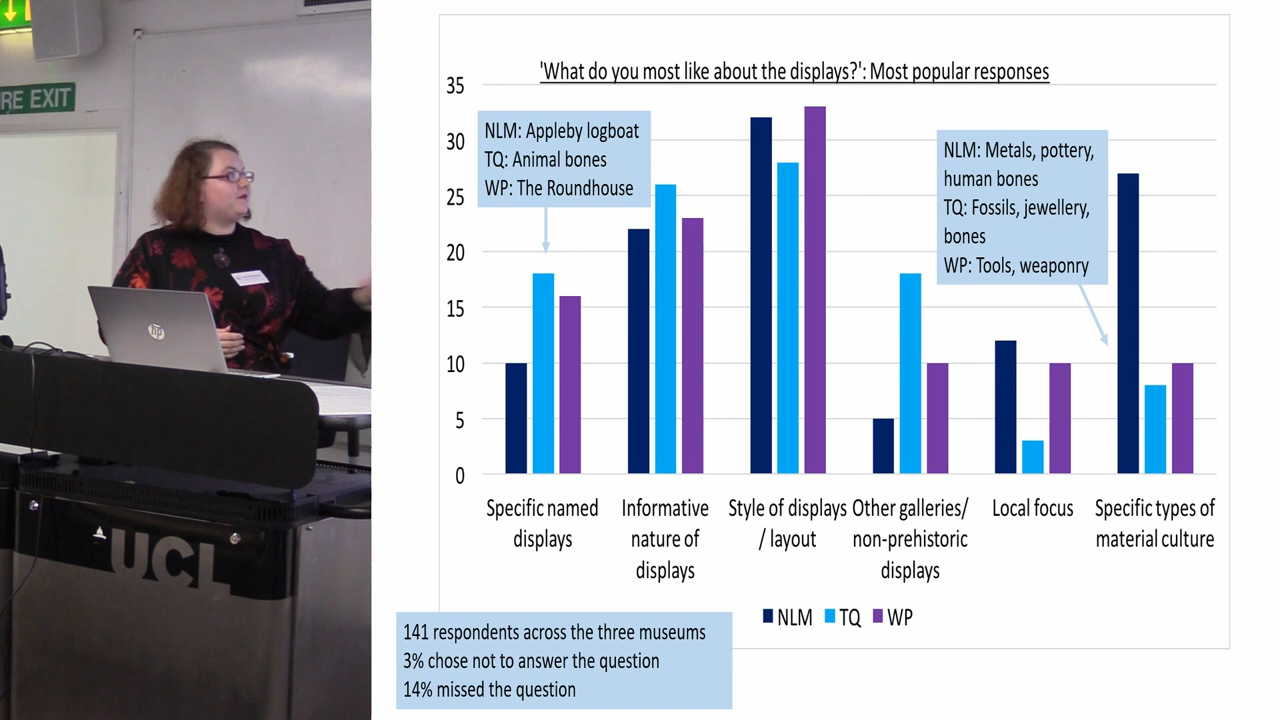 RE EXIT
hp
UCL
'What do you most like about the displays?': Most popular responses
35
30
25
20
15
10
5
0
NLM: Appleby logboat
TQ: Animal bones
WP: The Roundhouse
NLM: Metals, pottery,
human bones
TQ: Fossils, jewellery,
bones
WP: Tools, weaponry
Specific named
displays
Informative
nature of
displays
Style of displays
/ layout
Other galleries/
non-prehistoric
displays
Local focus
Specific types of
material culture
NLM TQ WP
141 respondents across the three museums
3% chose not to answer the question
14% missed the question